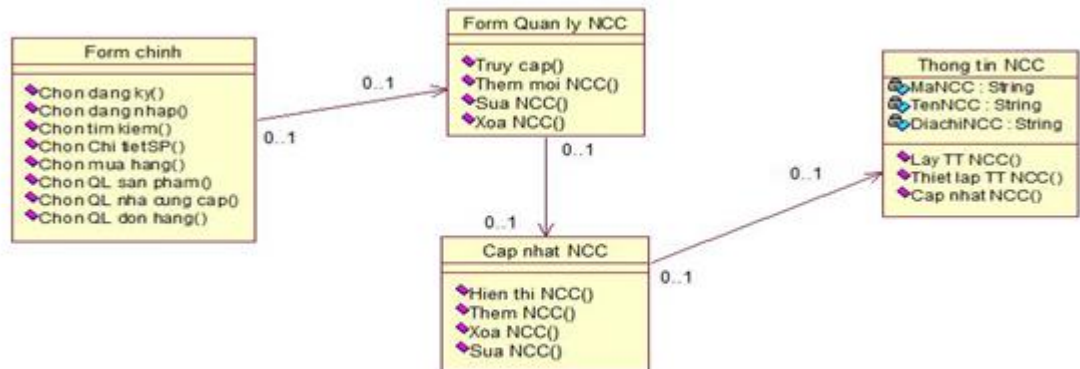 Form chinh
Chon dang ky()
Chon dang nhap()
Chon tim kiem()
Chon Chi tietSP()
Chon mua hang()
Chon QL san pham()
Chon QL nha cung cap()
Chon QL don hang()
0..1
0..1
Form Quan ly NCC
Truy cap()
Them moi NCC()
Sua NCC()
Xoa NCC()
0..1
0..1
Cap nhat NCC
Hien thi NCC()
Them NCC()
Xoa NCC()
Sua NCC()
0..1
0..1
Thong tin NCC
MaNCC : String
TenNCC : String
DiachiNCC : String
Lay TT NCC()
Thiet lap TT NCC()
Cap nhat NCC()